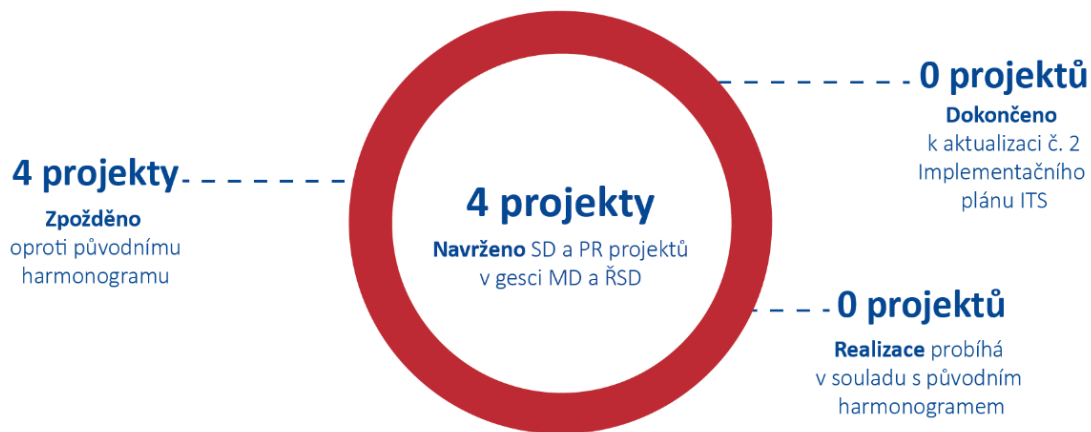 4 projekty
Zpožděno
oproti původnímu
harmonogramu
4 projekty
Navrženo SD a PR projektů
v gesci MD a ŘSD
0 projektů
Dokončeno
k aktualizaci č. 2
Implementačního
plánu ITS
0 projektů
Realizace probíhá
v souladu s původním
harmonogramem